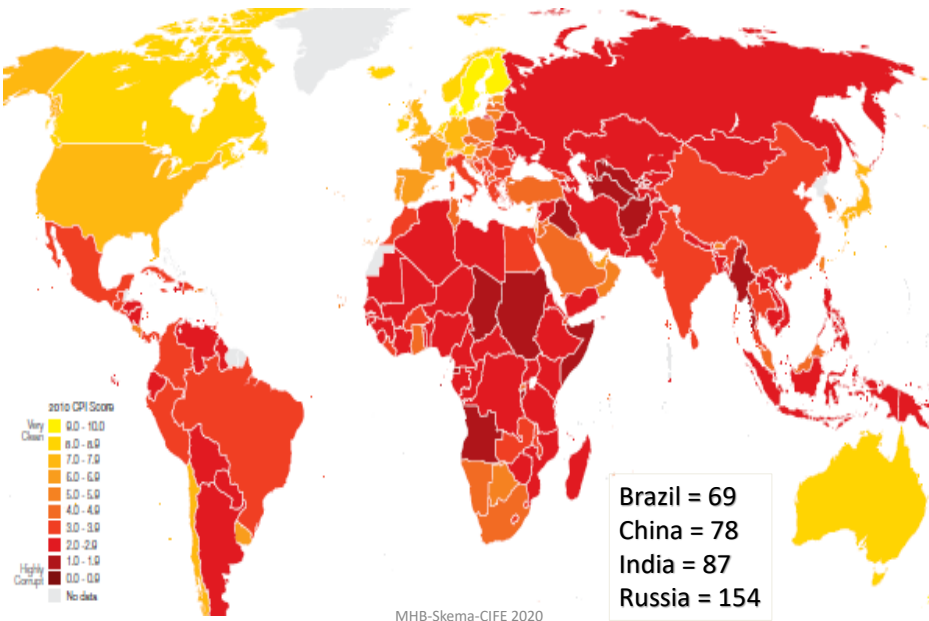 2010 CPI Score
Very Clean
9.0 - 10.0
8.0 - 8.9
7.0 - 7.9
6.0 - 6.9
5.0 - 5.9
4.0 - 4.9
3.0 - 3.9
2.0 - 2.9
1.0 - 1.9
0.0 - 0.9
Highly Corrupt
No data
Brazil = 69
China = 78
India = 87
Russia = 154
MHB-Skema-CIFE 2020